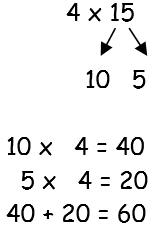 4 x 15
10 5
10 x 4 = 40
5 x 4 = 20
40 + 20 = 60